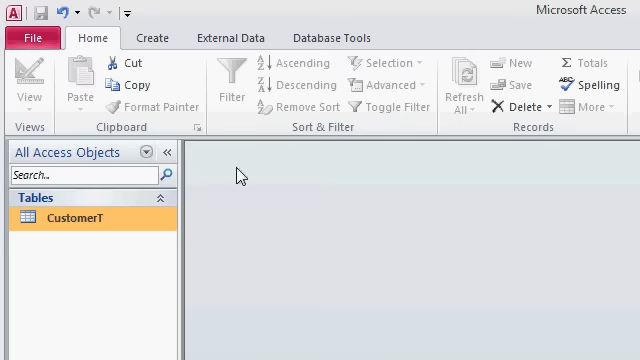 Microsoft Access
File Home Create External Data Database Tools
View
Views
Paste
Cut
Copy
Format Painter
Clipboard
Filter
Ascending
Descending
Remove Sort
Selection
Advanced
Toggle Filter
Sort & Filter
Refresh
All
New
Save
Delete
Totals
Spelling
More
Records
All Access Objects
Search...
Tables
CustomerT